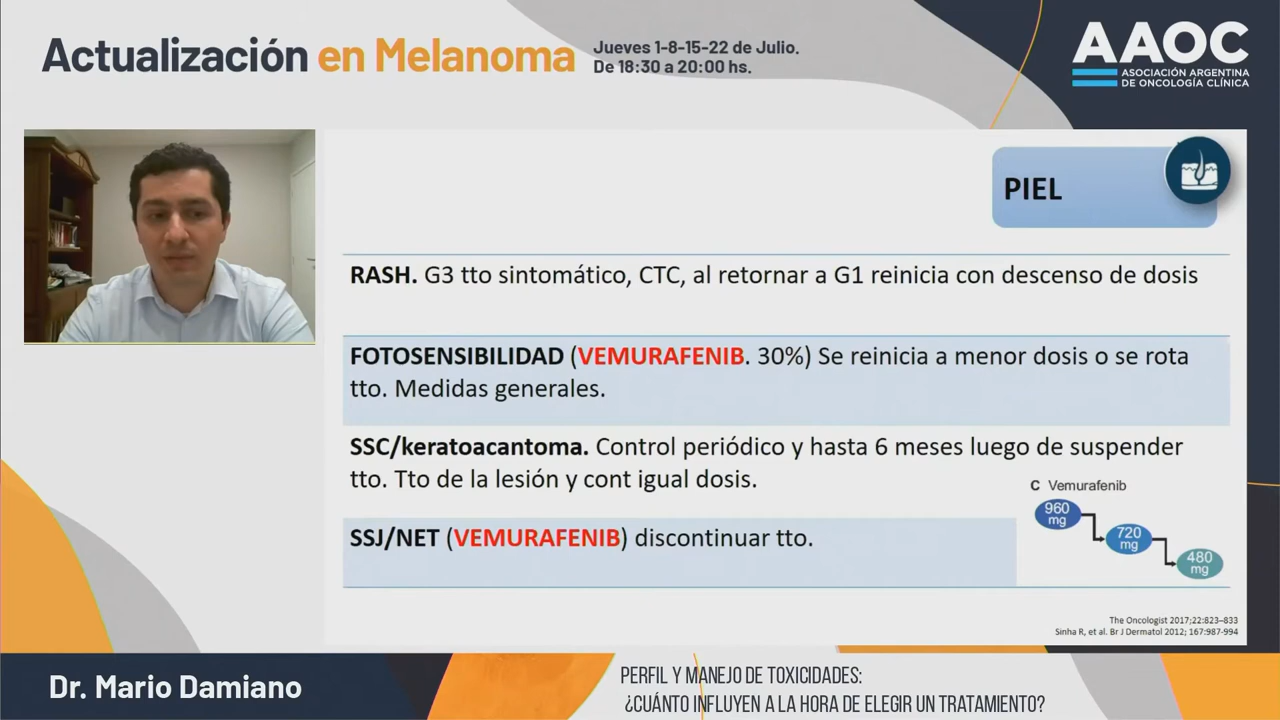 Actualización en Melanoma
Jueves 1-8-15-22 de Julio.
De 18:30 a 20:00 hs.
AAOC
ASOCIACIÓN ARGENTINA
DE ONCOLOGÍA CLÍNICA
PIEL
RASH. G3 tto sintomático, CTC, al retornar a G1 reinicia con descenso de dosis
FOTOSENSIBILIDAD (VEMURAFENIB. 30%) Se reinicia a menor dosis o se rota
tto. Medidas generales.
SSC/keratoacantoma. Control periódico y hasta 6 meses luego de suspender
tto. Tto de la lesión y cont igual dosis.
C Vemurafenib
960
mg
720
mg
480
mg
SSJ/NET (VEMURAFENIB) discontinuar tto.
The Oncologist 2017;22:823–833
Sinha R, et al. Br J Dermatol 2012; 167:987-994
Dr. Mario Damiano
PERFIL Y MANEJO DE TOXICIDADES:
¿CUÁNTO INFLUYEN A LA HORA DE ELEGIR UN TRATAMIENTO?